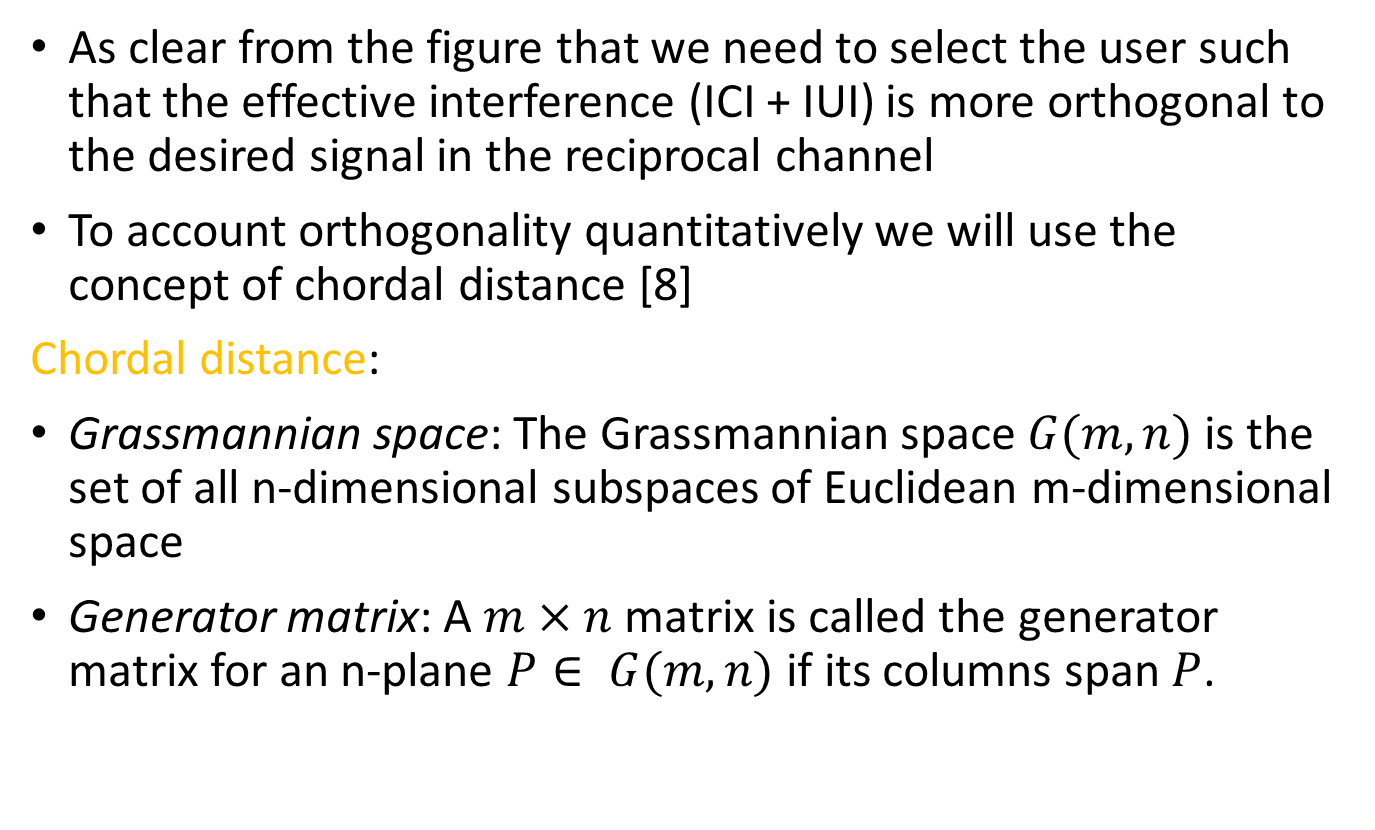 • As clear from the figure that we need to select the user such
that the effective interference (ICI + IUI) is more orthogonal to
the desired signal in the reciprocal channel
• To account orthogonality quantitatively we will use the
concept of chordal distance [8]
Chordal distance:
• Grassmannian space: The Grassmannian space 𝐺(𝑚, 𝑛) is the
set of all n-dimensional subspaces of Euclidean m-dimensional
space
• Generator matrix: A 𝑚 × 𝑛 matrix is called the generator
matrix for an n-plane 𝑃 ∈ 𝐺(𝑚, 𝑛) if its columns span 𝑃.